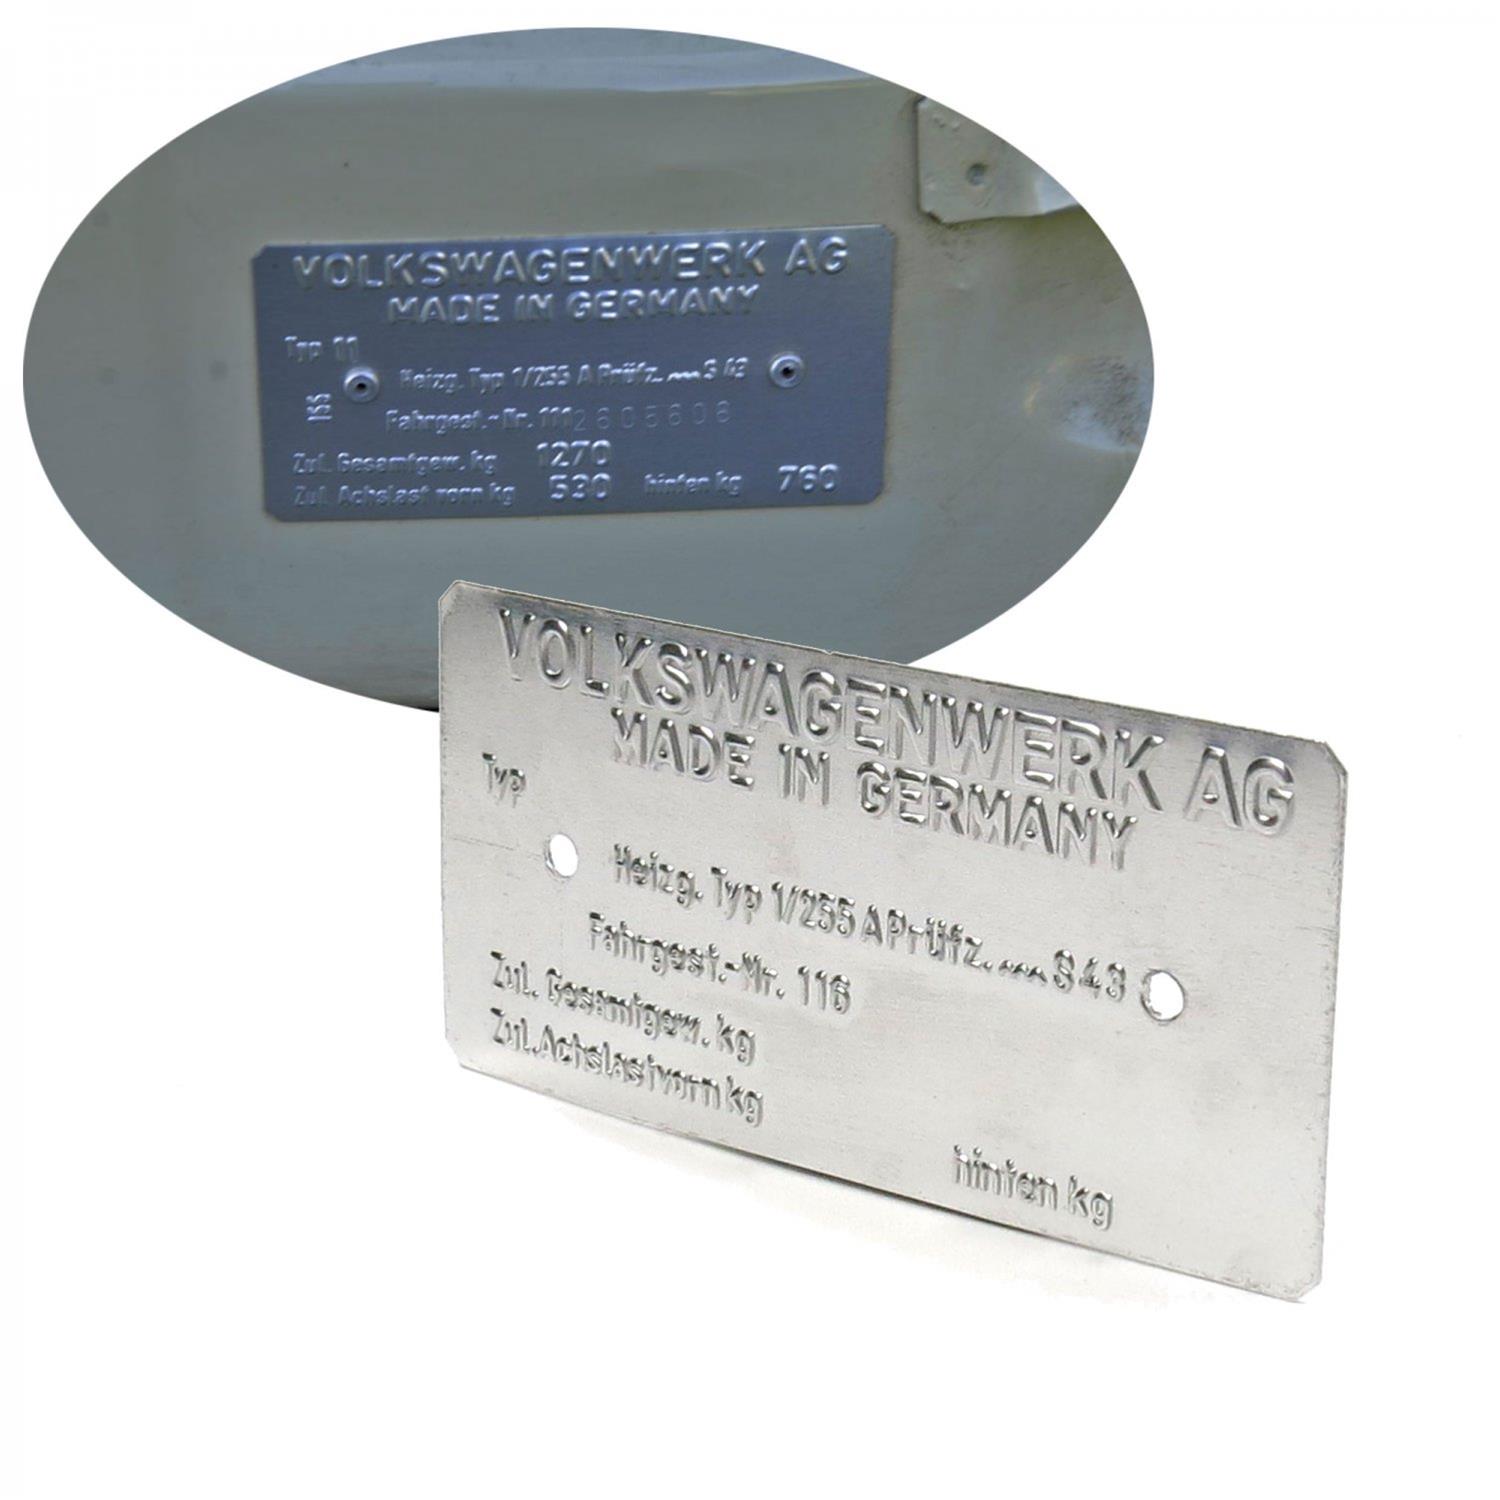 VOLKSWAGENWERK AG
MADE IN GERMANY
Typ 11
155
Heizg. Typ 1/255 A Prüfz. ~~~ S 43
Fahrgest.-Nr. 111 2605606
Zul. Gesamtgew. kg 1270
Zul. Achslast vorn kg 530 hinten kg 760
VOLKSWAGENWERK AG
MADE IN GERMANY
Typ
Heizg. Typ 1/255 A Prüfz. ~~~ S 43
Fahrgest.-Nr. 116
Zul. Gesamtgew. kg
Zul. Achslast vorn kg
hinten kg